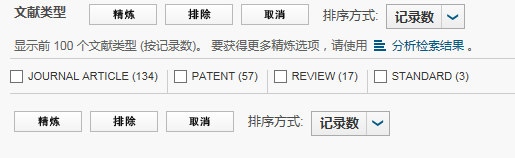 文献类型 精炼 排除 取消 排序方式: 记录数
显示前 100 个文献类型 (按记录数)。 要获得更多精炼选项，请使用 分析检索结果 。
JOURNAL ARTICLE (134) PATENT (57) REVIEW (17) STANDARD (3)
精炼 排除 取消 排序方式: 记录数